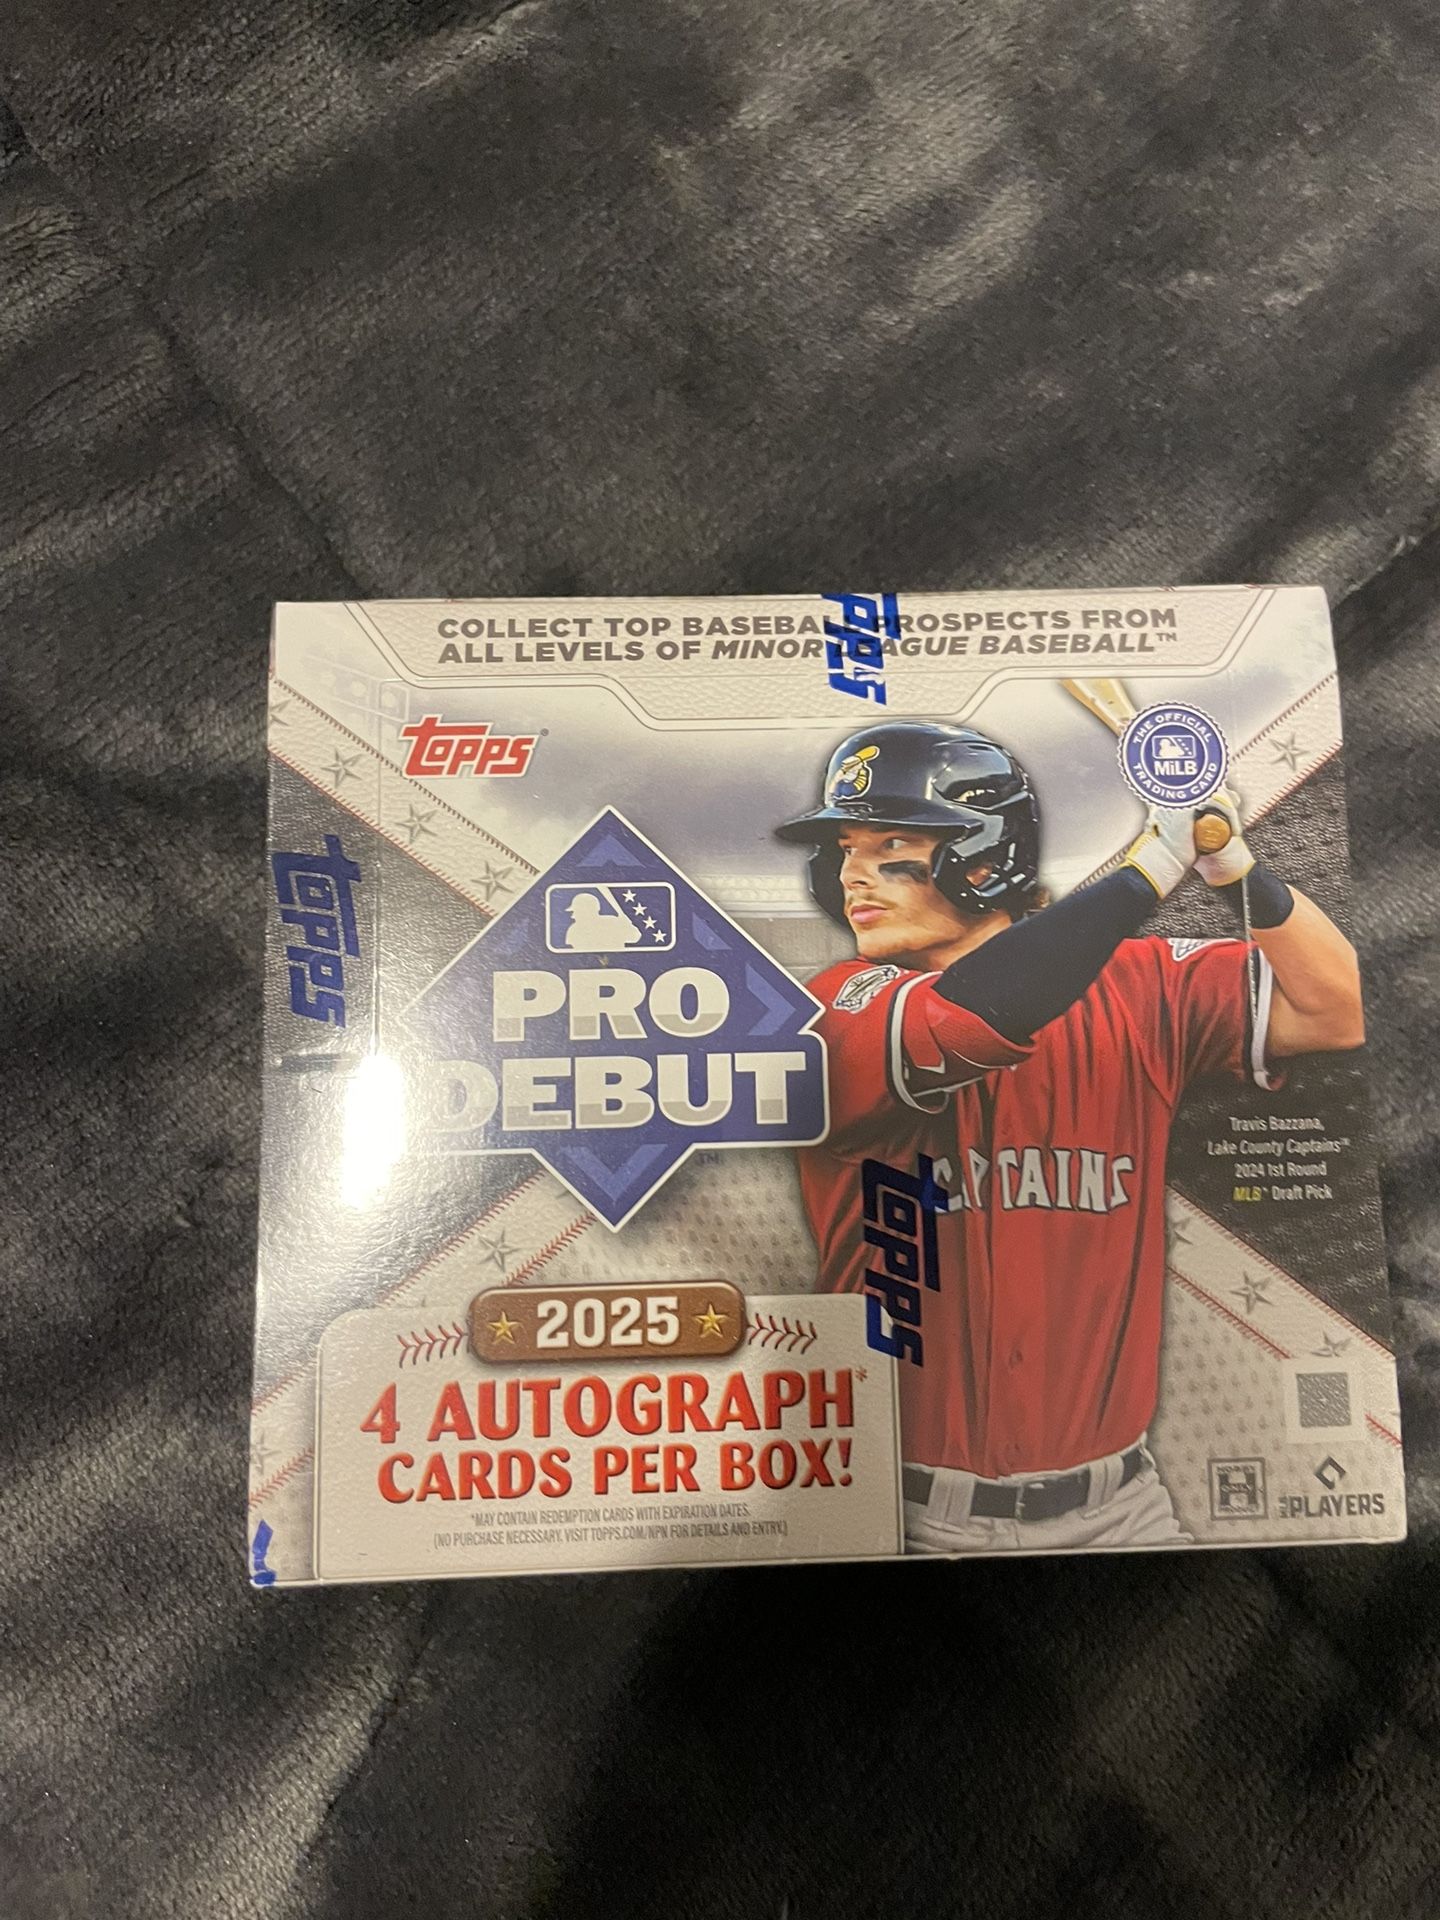 COLLECT TOP BASEBALL PROSPECTS FROM
ALL LEVELS OF MINOR LEAGUE BASEBALL™
TOPPS
TOPPS®
THE OFFICIAL
MiLB
TRADING CARD
TOPPS
PRO
DEBUT
TM
CAPTAINS
TOPPS
Travis Bazzana,
Lake County Captains™
2024 1st Round
MLB® Draft Pick
2025
4 AUTOGRAPH*
CARDS PER BOX!
*MAY CONTAIN REDEMPTION CARDS WITH EXPIRATION DATES.
(NO PURCHASE NECESSARY. VISIT TOPPS.COM/NPN FOR DETAILS AND ENTRY.)
H
PLAYERS